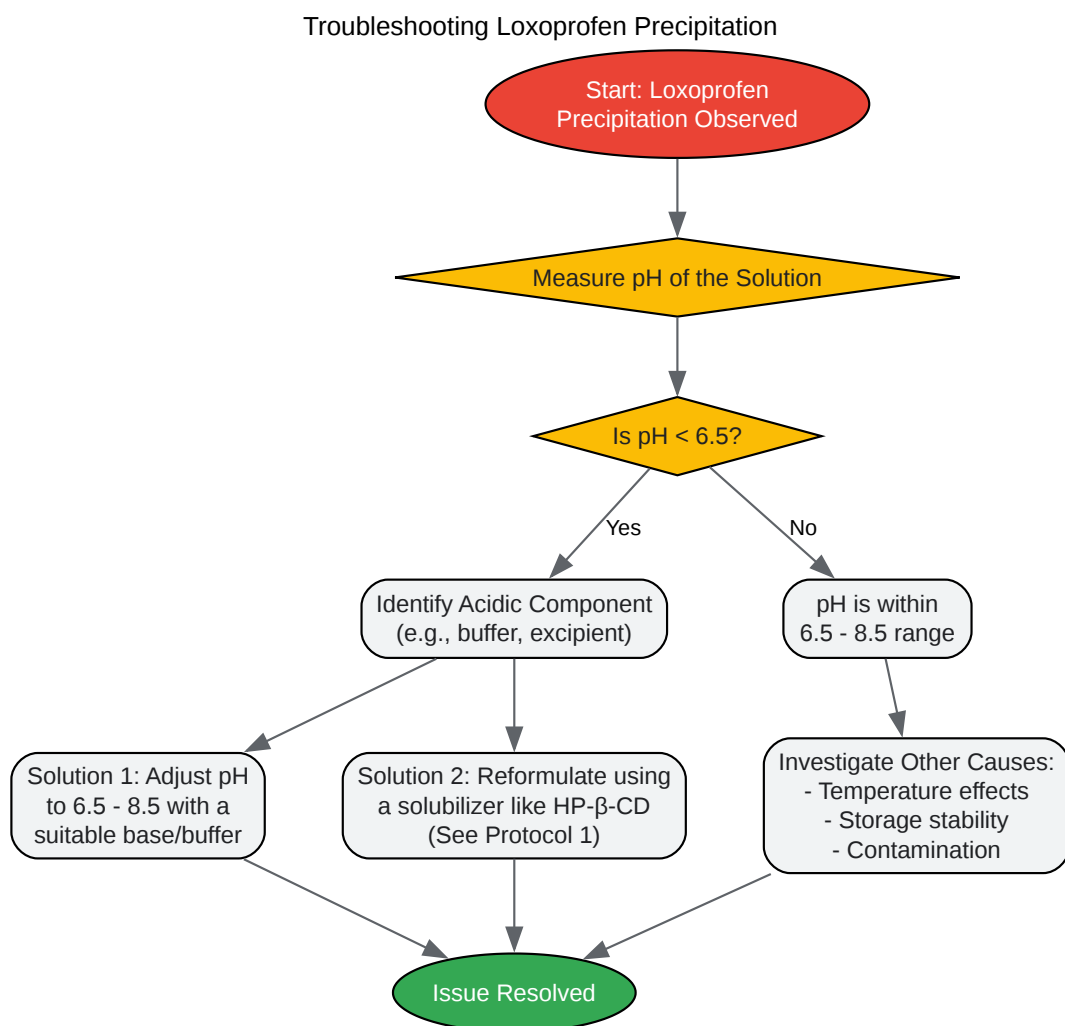 Troubleshooting Loxoprofen Precipitation
Start: Loxoprofen
Precipitation Observed
Measure pH of the Solution
Is pH < 6.5?
Yes
No
Identify Acidic Component
(e.g., buffer, excipient)
pH is within
6.5 - 8.5 range
Solution 1: Adjust pH
to 6.5 - 8.5 with a
suitable base/buffer
Solution 2: Reformulate using
a solubilizer like HP-β-CD
(See Protocol 1)
Investigate Other Causes:
- Temperature effects
- Storage stability
- Contamination
Issue Resolved